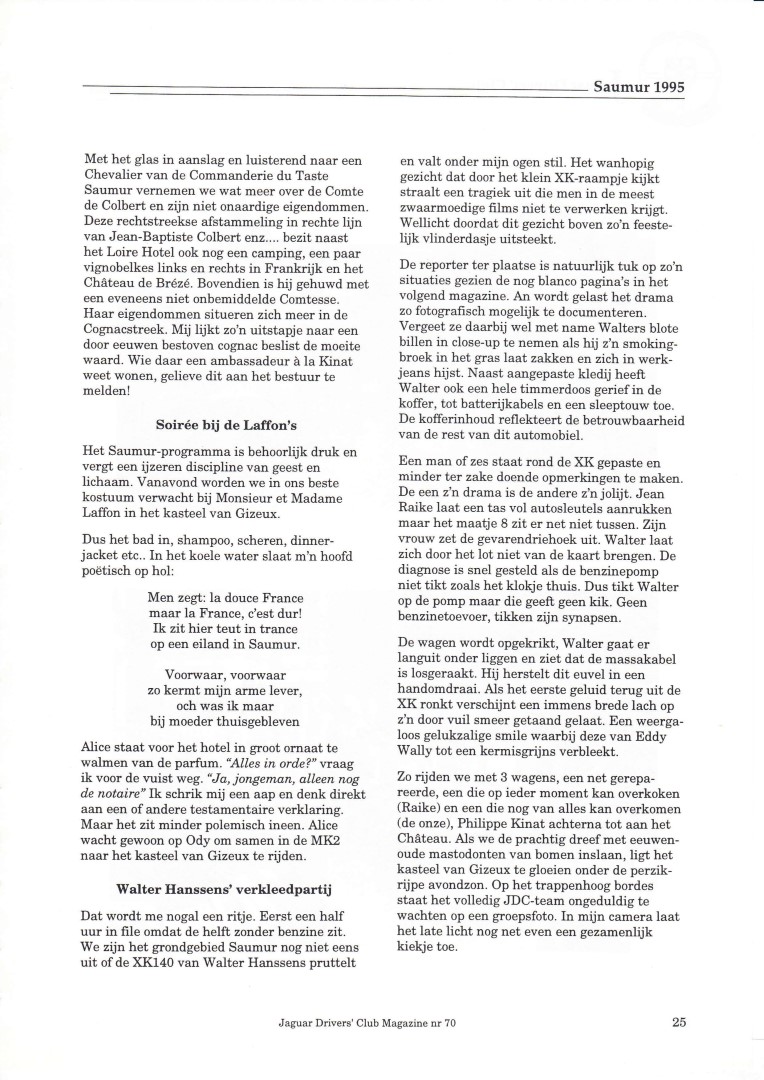 Saumur 1995
Met het glas in aanslag en luisterend naar een
Chevalier van de Commanderie du Taste
Saumur vernemen we wat meer over de Comte
de Colbert en zijn niet onaardige eigendommen.
Deze rechtstreekse afstammeling in rechte lijn
van Jean-Baptiste Colbert enz.... bezit naast
het Loire Hotel ook nog een camping, een paar
vignobelkes links en rechts in Frankrijk en het
Château de Brézé. Bovendien is hij gehuwd met
een eveneens niet onbemiddelde Comtesse.
Haar eigendommen situeren zich meer in de
Cognacstreek. Mij lijkt zo'n uitstapje naar een
door eeuwen bestoven cognac beslist de moeite
waard. Wie daar een ambassadeur à la Kinat
weet wonen, gelieve dit aan het bestuur te
melden!
Soirée bij de Laffon's
Het Saumur-programma is behoorlijk druk en
vergt een ijzeren discipline van geest en
lichaam. Vanavond worden we in ons beste
kostuum verwacht bij Monsieur et Madame
Laffon in het kasteel van Gizeux.
Dus het bad in, shampoo, scheren, dinner-
jacket etc.. In het koele water slaat m'n hoofd
poëtisch op hol:
Men zegt: la douce France
maar la France, c'est dur!
Ik zit hier teut in trance
op een eiland in Saumur.
Voorwaar, voorwaar
zo kermt mijn arme lever,
och was ik maar
bij moeder thuisgebleven
Alice staat voor het hotel in groot ornaat te
walmen van de parfum. "Alles in orde?" vraag
ik voor de vuist weg. "Ja, jongeman, alleen nog
de notaire" Ik schrik mij een aap en denk direkt
aan een of andere testamentaire verklaring.
Maar het zit minder polemisch ineen. Alice
wacht gewoon op Ody om samen in de MK2
naar het kasteel van Gizeux te rijden.
Walter Hanssens' verkleedpartij
Dat wordt me nogal een ritje. Eerst een half
uur in file omdat de helft zonder benzine zit.
We zijn het grondgebied Saumur nog niet eens
uit of de XK140 van Walter Hanssens pruttelt
en valt onder mijn ogen stil. Het wanhopig
gezicht dat door het klein XK-raampje kijkt
straalt een tragiek uit die men in de meest
zwaarmoedige films niet te verwerken krijgt.
Wellicht doordat dit gezicht boven zo'n feeste-
lijk vlinderdasje uitsteekt.
De reporter ter plaatse is natuurlijk tuk op zo'n
situaties gezien de nog blanco pagina's in het
volgend magazine. An wordt gelast het drama
zo fotografisch mogelijk te documenteren.
Vergeet ze daarbij wel met name Walters blote
billen in close-up te nemen als hij z'n smoking-
broek in het gras laat zakken en zich in werk-
jeans hijst. Naast aangepaste kledij heeft
Walter ook een hele timmerdoos gerief in de
koffer, tot batterijkabels en een sleeptouw toe.
De kofferinhoud reflekteert de betrouwbaarheid
van de rest van dit automobiel.
Een man of zes staat rond de XK gepaste en
minder ter zake doende opmerkingen te maken.
De een z'n drama is de andere z'n jolijt. Jean
Raike laat een tas vol autosleutels aanrukken
maar het maatje 8 zit er net niet tussen. Zijn
vrouw zet de gevarendriehoek uit. Walter laat
zich door het lot niet van de kaart brengen. De
diagnose is snel gesteld als de benzinepomp
niet tikt zoals het klokje thuis. Dus tikt Walter
op de pomp maar die geeft geen kik. Geen
benzinetoevoer, tikken zijn synapsen.
De wagen wordt opgekrikt, Walter gaat er
languit onder liggen en ziet dat de massakabel
is losgeraakt. Hij herstelt dit euvel in een
handomdraai. Als het eerste geluid terug uit de
XK ronkt verschijnt een immens brede lach op
z'n door vuil smeer getaand gelaat. Een weerga-
loos gelukzalige smile waarbij deze van Eddy
Wally tot een kermisgrijns verbleekt.
Zo rijden we met 3 wagens, een net gerepa-
reerde, een die op ieder moment kan overkoken
(Raike) en een die nog van alles kan overkomen
(de onze), Philippe Kinat achterna tot aan het
Château. Als we de prachtig dreef met eeuwen-
oude mastodonten van bomen inslaan, ligt het
kasteel van Gizeux te gloeien onder de perzik-
rijpe avondzon. Op het trappenhoog bordes
staat het volledig JDC-team ongeduldig te
wachten op een groepsfoto. In mijn camera laat
het late licht nog net even een gezamenlijk
kiekje toe.
Jaguar Drivers' Club Magazine nr 70
25